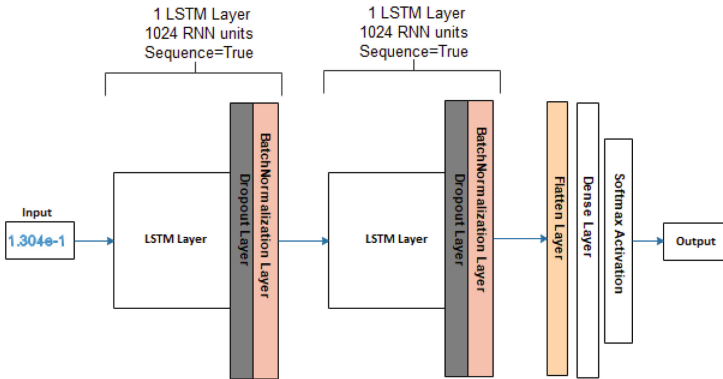 1 LSTM Layer
1024 RNN units
Sequence=True
1 LSTM Layer
1024 RNN units
Sequence=True
Input
1.304e-1
LSTM Layer
Dropout Layer
BatchNormalization Layer
LSTM Layer
Dropout Layer
BatchNormalization Layer
Flatten Layer
Dense Layer
Softmax Activation
Output